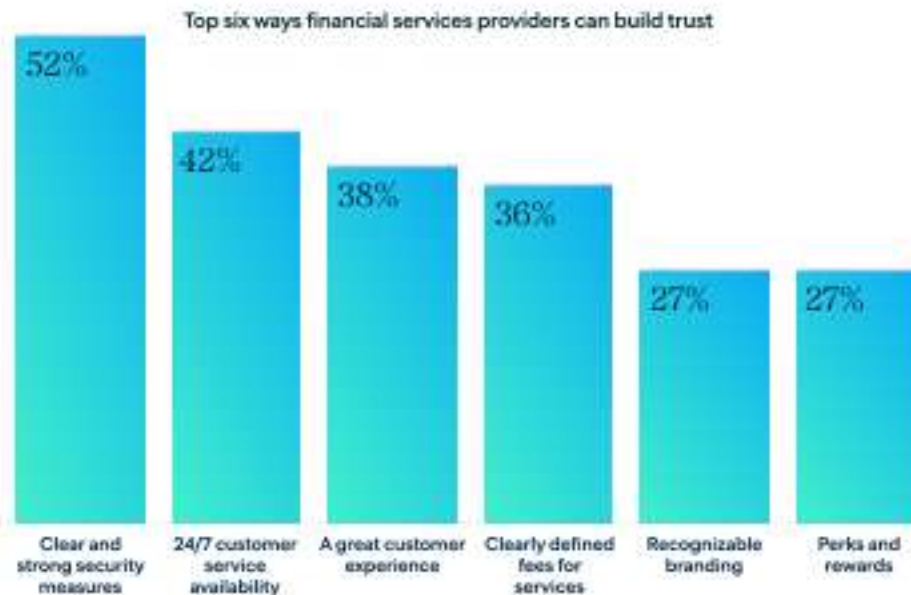 Top six ways financial services providers can build trust
52%
42%
38%
36%
27%
27%
Clear and
strong security
measures
24/7 customer
service
availability
A great customer
experience
Clearly defined
fees for
services
Recognizable
branding
Perks and
rewards